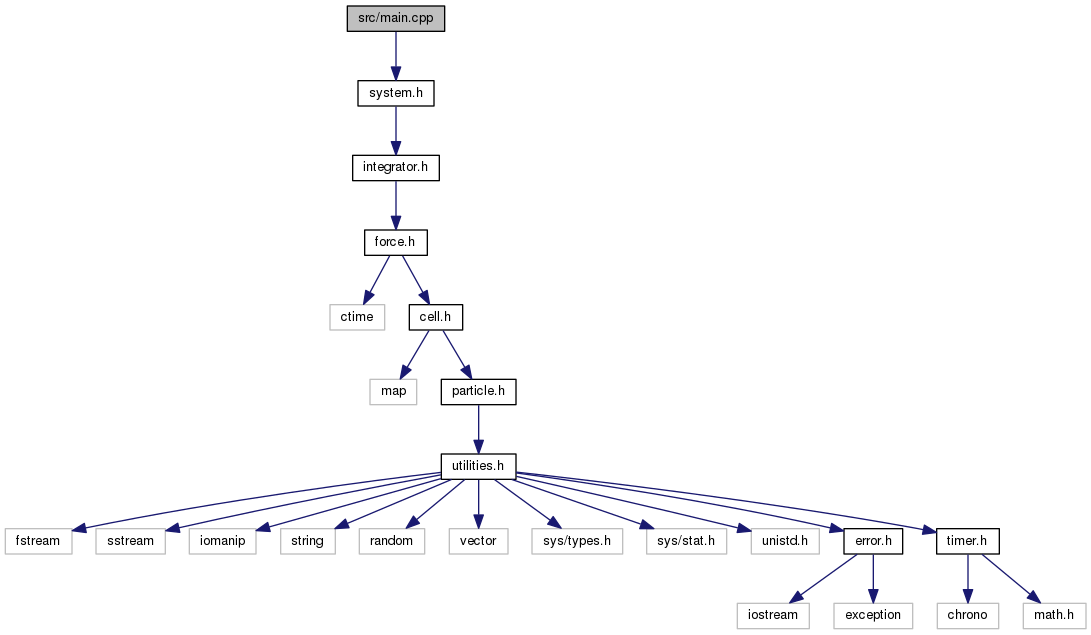 src/main.cpp
system.h
integrator.h
force.h
ctime
cell.h
map
particle.h
utilities.h
fstream
sstream
iomanip
string
random
vector
sys/types.h
sys/stat.h
unistd.h
error.h
timer.h
iostream
exception
chrono
math.h